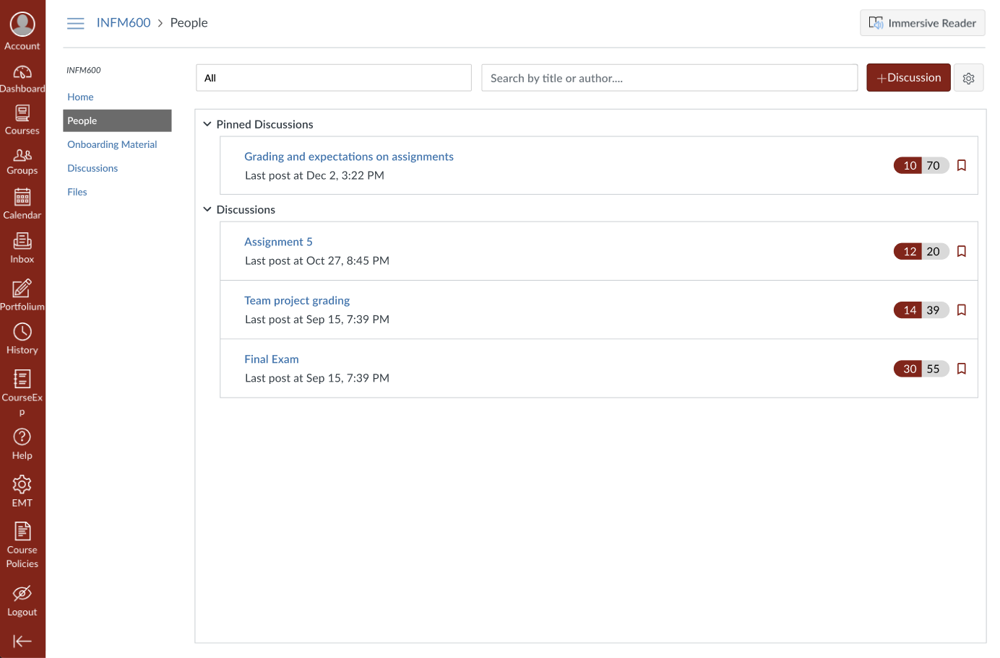 Account
Dashboard
Courses
Groups
Calendar
Inbox
Portfolium
History
CourseEx
p
Help
EMT
Course
Policies
Logout
INFM600 > People
Immersive Reader
INFM600
Home
People
Onboarding Material
Discussions
Files
All
Search by title or author....
+Discussion
Pinned Discussions
Grading and expectations on assignments
Last post at Dec 2, 3:22 PM
10 70
Discussions
Assignment 5
Last post at Oct 27, 8:45 PM
12 20
Team project grading
Last post at Sep 15, 7:39 PM
14 39
Final Exam
Last post at Sep 15, 7:39 PM
30 55